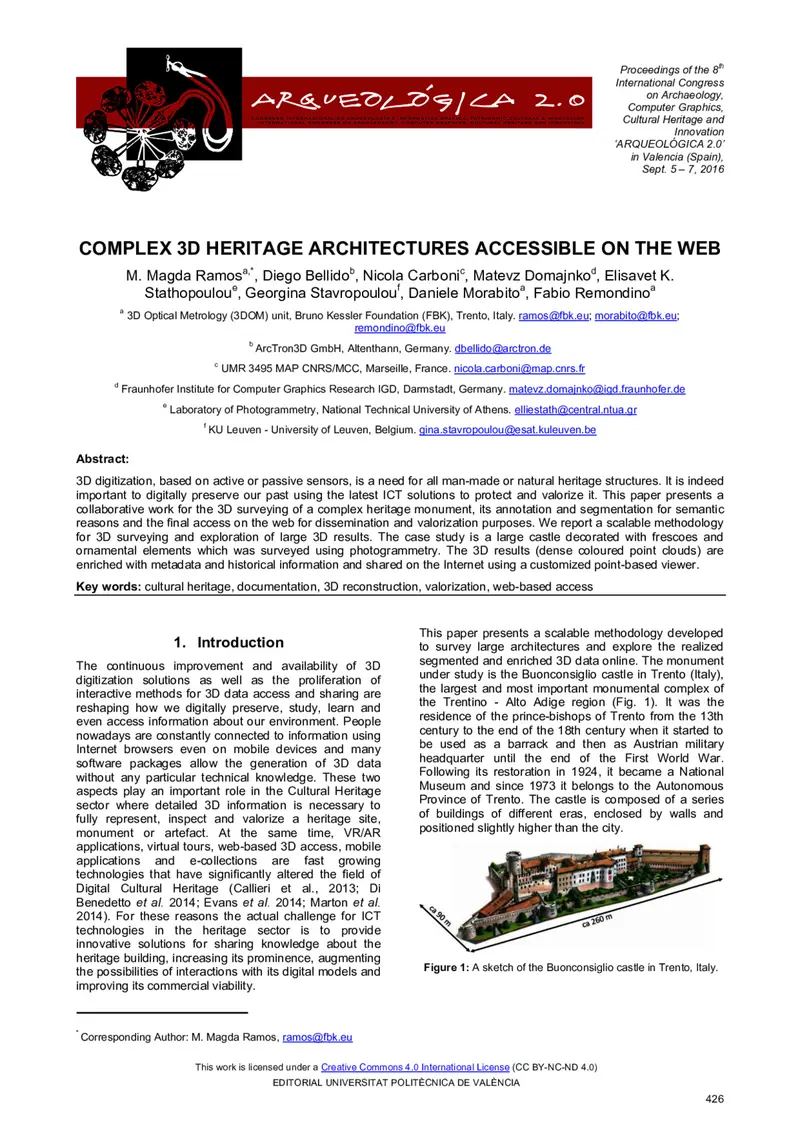 ARQUEOLÓGICA 2.0
Proceedings of the 8th
International Congress
on Archaeology,
Computer Graphics,
Cultural Heritage and
Innovation
'ARQUEOLÓGICA 2.0'
in Valencia (Spain),
Sept. 5 – 7, 2016
COMPLEX 3D HERITAGE ARCHITECTURES ACCESSIBLE ON THE WEB
M. Magda Ramosa,*, Diego Bellidob, Nicola Carbonic, Matevz Domajnkod, Elisavet K.
Stathopouloue, Georgina Stavropoulouf, Daniele Morabitoa, Fabio Remondinoa
a 3D Optical Metrology (3DOM) unit, Bruno Kessler Foundation (FBK), Trento, Italy. ramos@fbk.eu; morabito@fbk.eu;
remondino@fbk.eu
b ArcTron3D GmbH, Altenthann, Germany. dbellido@arctron.de
c UMR 3495 MAP CNRS/MCC, Marseille, France. nicola.carboni@map.cnrs.fr
d Fraunhofer Institute for Computer Graphics Research IGD, Darmstadt, Germany. matevz.domajnko@igd.fraunhofer.de
e Laboratory of Photogrammetry, National Technical University of Athens. elliestath@central.ntua.gr
f KU Leuven - University of Leuven, Belgium. gina.stavropoulou@esat.kuleuven.be
Abstract:
3D digitization, based on active or passive sensors, is a need for all man-made or natural heritage structures. It is indeed
important to digitally preserve our past using the latest ICT solutions to protect and valorize it. This paper presents a
collaborative work for the 3D surveying of a complex heritage monument, its annotation and segmentation for semantic
reasons and the final access on the web for dissemination and valorization purposes. We report a scalable methodology
for 3D surveying and exploration of large 3D results. The case study is a large castle decorated with frescoes and
ornamental elements which was surveyed using photogrammetry. The 3D results (dense coloured point clouds) are
enriched with metadata and historical information and shared on the Internet using a customized point-based viewer.
Key words: cultural heritage, documentation, 3D reconstruction, valorization, web-based access
1. Introduction
The continuous improvement and availability of 3D
digitization solutions as well as the proliferation of
interactive methods for 3D data access and sharing are
reshaping how we digitally preserve, study, learn and
even access information about our environment. People
nowadays are constantly connected to information using
Internet browsers even on mobile devices and many
software packages allow the generation of 3D data
without any particular technical knowledge. These two
aspects play an important role in the Cultural Heritage
sector where detailed 3D information is necessary to
fully represent, inspect and valorize a heritage site,
monument or artefact. At the same time, VR/AR
applications, virtual tours, web-based 3D access, mobile
applications and e-collections are fast growing
technologies that have significantly altered the field of
Digital Cultural Heritage (Callieri et al., 2013; Di
Benedetto et al. 2014; Evans et al. 2014; Marton et al.
2014). For these reasons the actual challenge for ICT
technologies in the heritage sector is to provide
innovative solutions for sharing knowledge about the
heritage building, increasing its prominence, augmenting
the possibilities of interactions with its digital models and
improving its commercial viability.
This paper presents a scalable methodology developed
to survey large architectures and explore the realized
segmented and enriched 3D data online. The monument
under study is the Buonconsiglio castle in Trento (Italy),
the largest and most important monumental complex of
the Trentino - Alto Adige region (Fig. 1). It was the
residence of the prince-bishops of Trento from the 13th
century to the end of the 18th century when it started to
be used as a barrack and then as Austrian military
headquarter until the end of the First World War.
Following its restoration in 1924, it became a National
Museum and since 1973 it belongs to the Autonomous
Province of Trento. The castle is composed of a series
of buildings of different eras, enclosed by walls and
positioned slightly higher than the city.
ca 90 m
ca 260 m
Figure 1: A sketch of the Buonconsiglio castle in Trento, Italy.
* Corresponding Author: M. Magda Ramos, ramos@fbk.eu
This work is licensed under a Creative Commons 4.0 International License (CC BY-NC-ND 4.0)
EDITORIAL UNIVERSITAT POLITÈCNICA DE VALÈNCIA
426